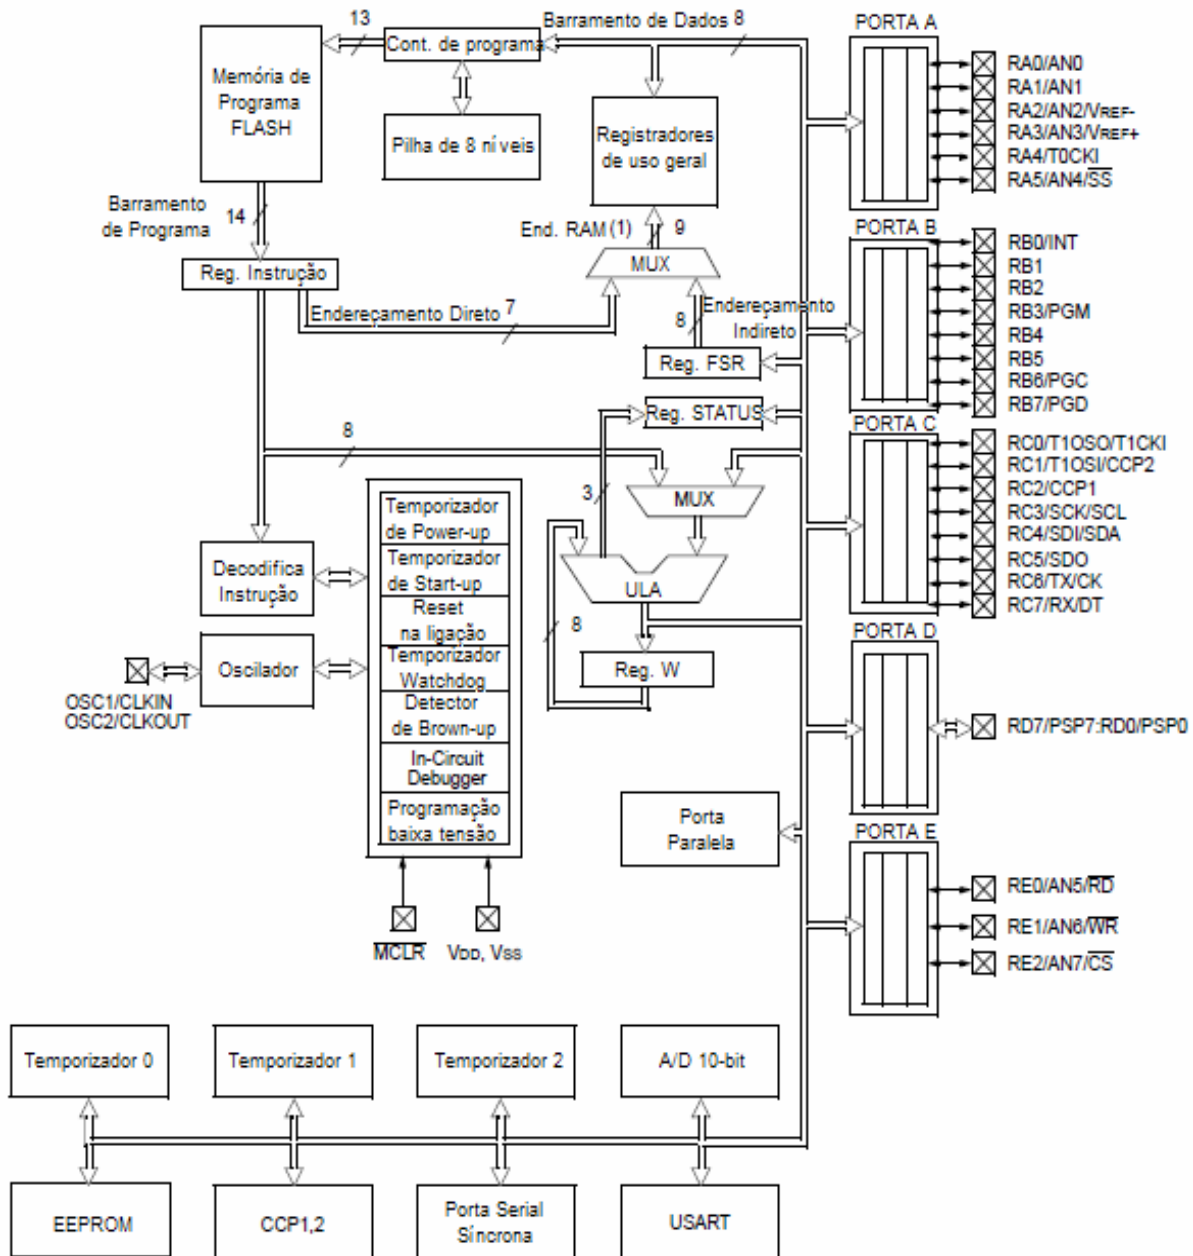 13
Barramento de Dados
8
PORTA A
Cont. de programa
Memória de
Programa
FLASH
Pilha de 8 níveis
Registradores
de uso geral
RA0/AN0
RA1/AN1
RA2/AN2/VREF-
RA3/AN3/VREF+
RA4/T0CKI
RA5/AN4/SS
Barramento
de Programa
14
End. RAM (1)
9
PORTA B
MUX
Reg. Instrução
Endereçamento Direto
7
8
Endereçamento
Indireto
Reg. FSR
RB0/INT
RB1
RB2
RB3/PGM
RB4
RB5
RB6/PGC
RB7/PGD
Reg. STATUS
PORTA C
8
3
MUX
RC0/T1OSO/T1CKI
RC1/T1OSI/CCP2
RC2/CCP1
RC3/SCK/SCL
RC4/SDI/SDA
RC5/SDO
RC6/TX/CK
RC7/RX/DT
Temporizador
de Power-up
Temporizador
de Start-up
Reset
na ligação
Temporizador
Watchdog
Detector
de Brown-up
In-Circuit
Debugger
Programação
baixa tensão
Decodifica
Instrução
ULA
8
Reg. W
Oscilador
OSC1/CLKIN
OSC2/CLKOUT
PORTA D
RD7/PSP7:RD0/PSP0
Porta
Paralela
PORTA E
RE0/AN5/RD
RE1/AN6/WR
RE2/AN7/CS
MCLR
VDD, VSS
Temporizador 0
Temporizador 1
Temporizador 2
A/D 10-bit
EEPROM
CCP1,2
Porta Serial
Síncrona
USART